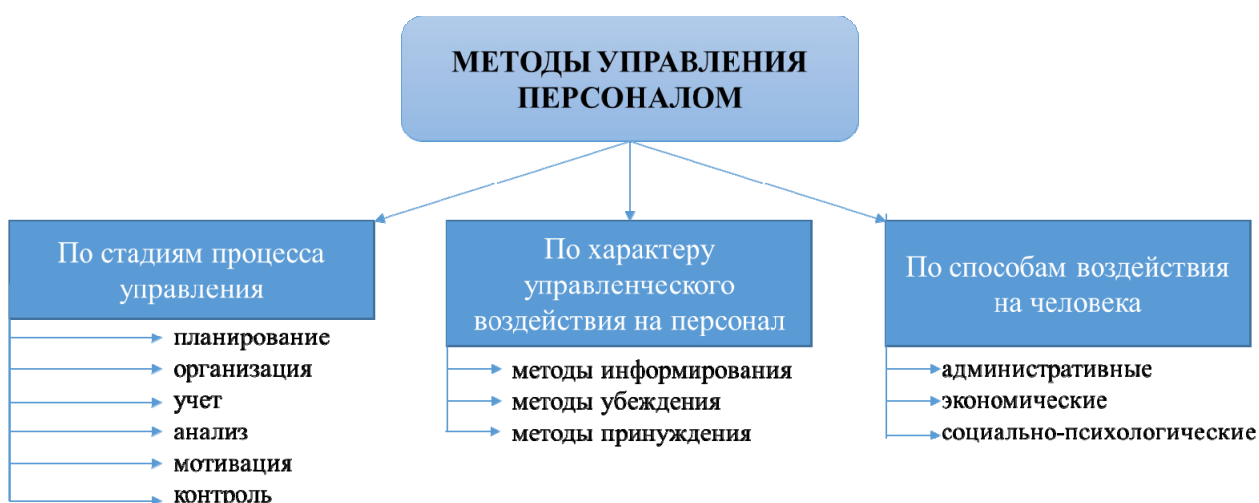 МЕТОДЫ УПРАВЛЕНИЯ
ПЕРСОНАЛОМ
По стадиям процесса
управления
планирование
организация
учет
анализ
мотивация
контроль
По характеру
управленческого
воздействия на персонал
методы информирования
методы убеждения
методы принуждения
По способам воздействия
на человека
административные
экономические
социально-психологические